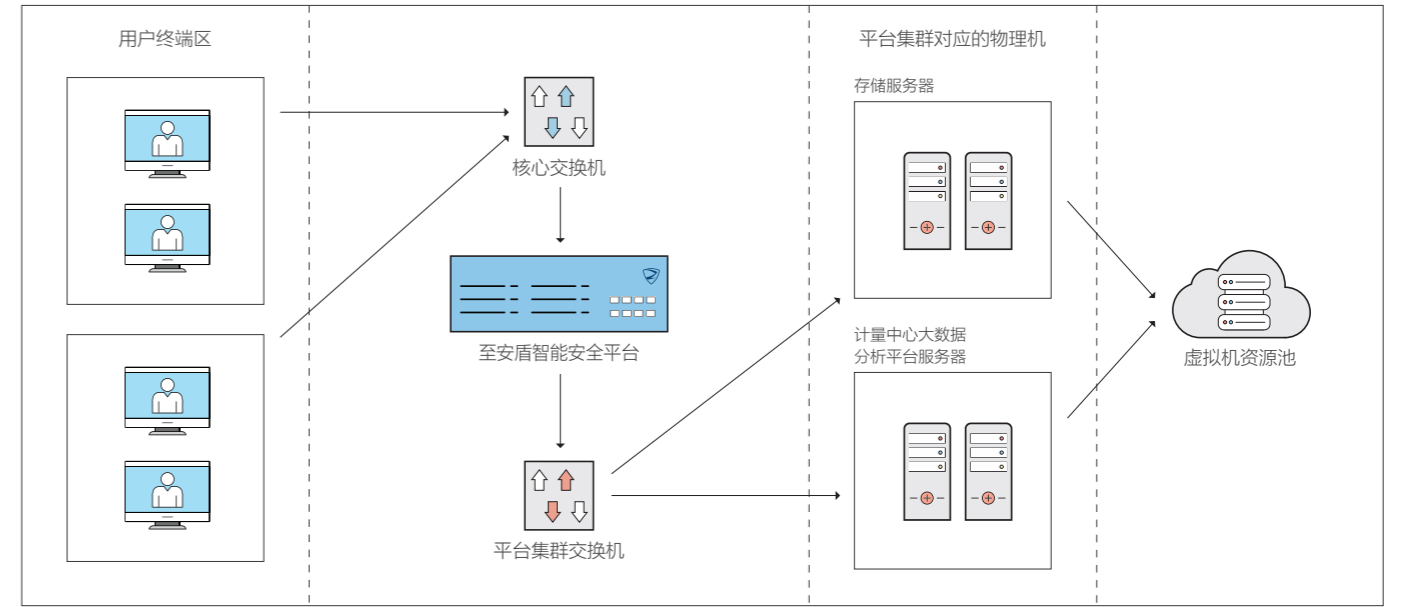 用户终端区
平台集群对应的物理机
存储服务器
核心交换机
至安盾智能安全平台
计量中心大数据
分析平台服务器
虚拟机资源池
平台集群交换机